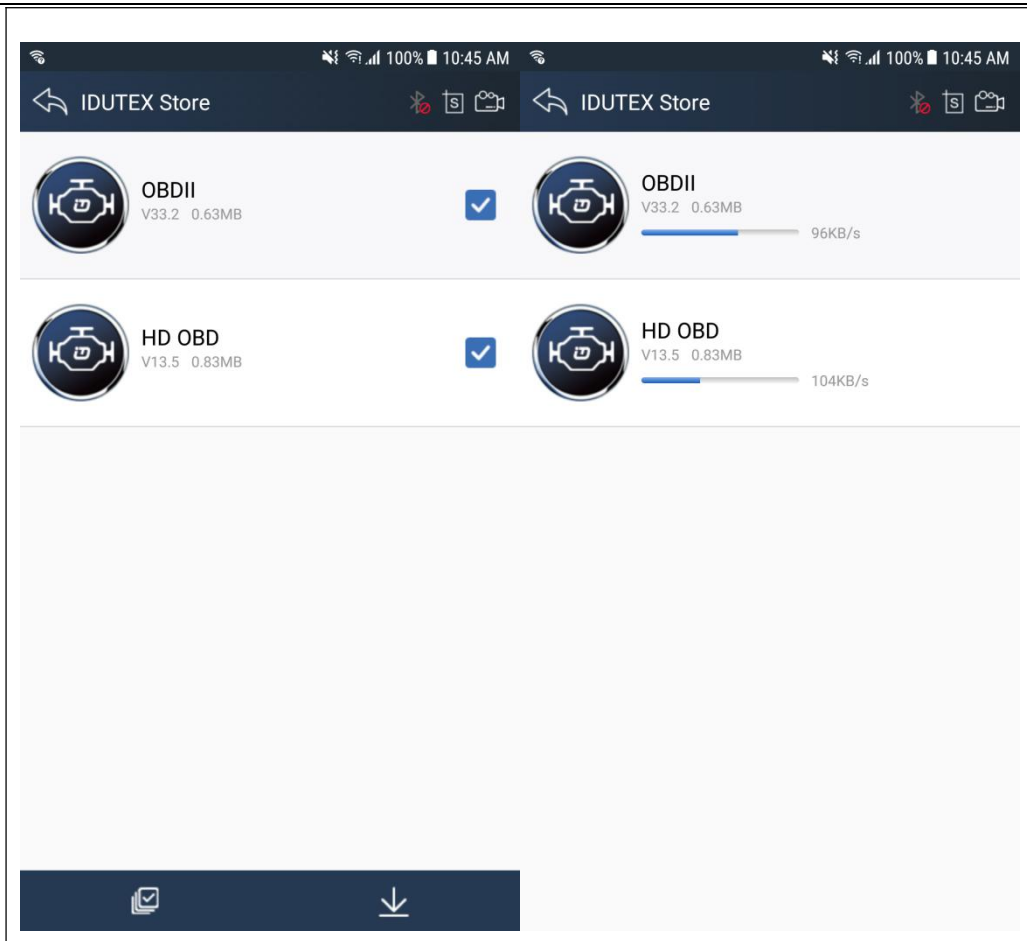 100% 10:45 AM
IDUTEX Store
S
OBDII
V33.2 0.63MB
HD OBD
V13.5 0.83MB
100% 10:45 AM
IDUTEX Store
S
OBDII
V33.2 0.63MB
96KB/s
HD OBD
V13.5 0.83MB
104KB/s